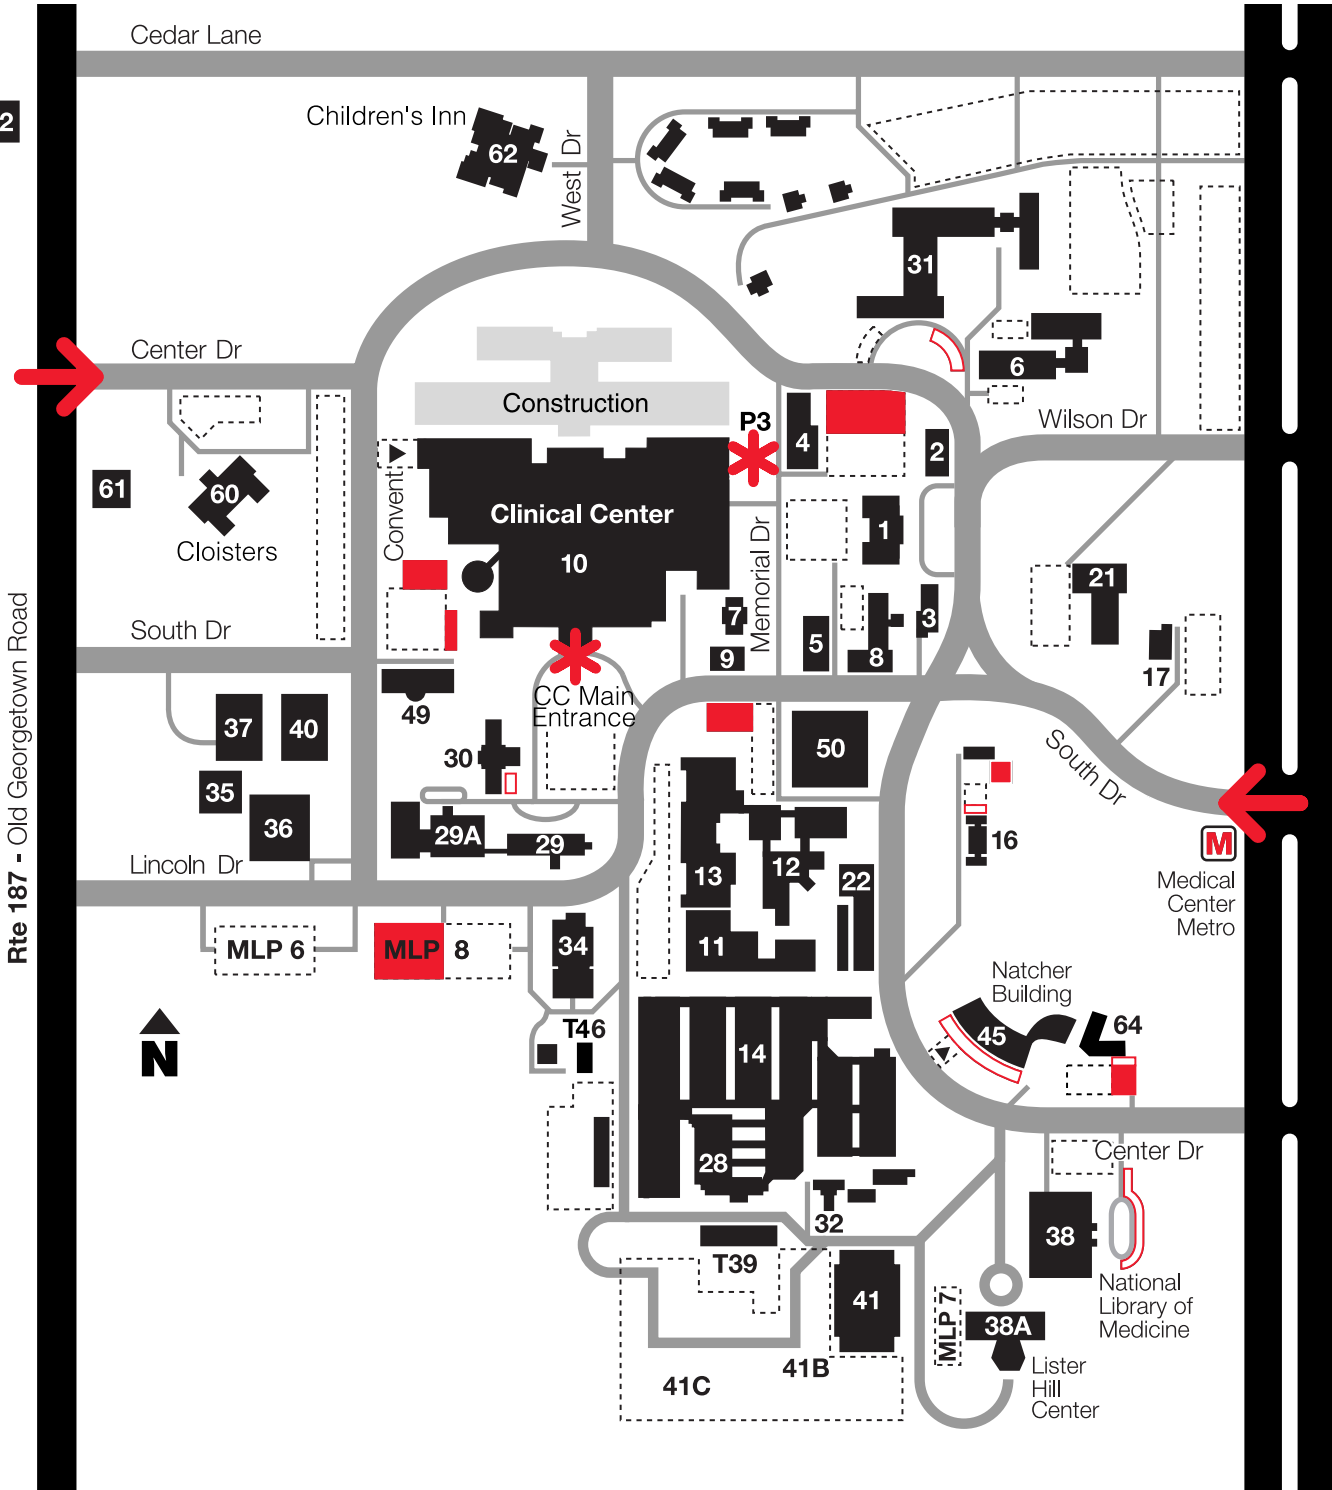 Cedar Lane
2
Children's Inn
62
West Dr
31
Center Dr
6
Construction
P3
4
2
Wilson Dr
61
60
Cloisters
Convent
Clinical Center
10
Memorial Dr
1
21
7
9
5
8
3
17
South Dr
49
CC Main
Entrance
37
40
30
50
South Dr
35
36
29A
29
13
12
22
16
M
Medical
Center
Metro
Lincoln Dr
Rte 187 - Old Georgetown Road
MLP 6
MLP 8
34
11
Natcher
Building
45
64
N
T46
14
28
Center Dr
32
38
T39
41
MLP 7
38A
National
Library of
Medicine
41B
41C
Lister
Hill
Center